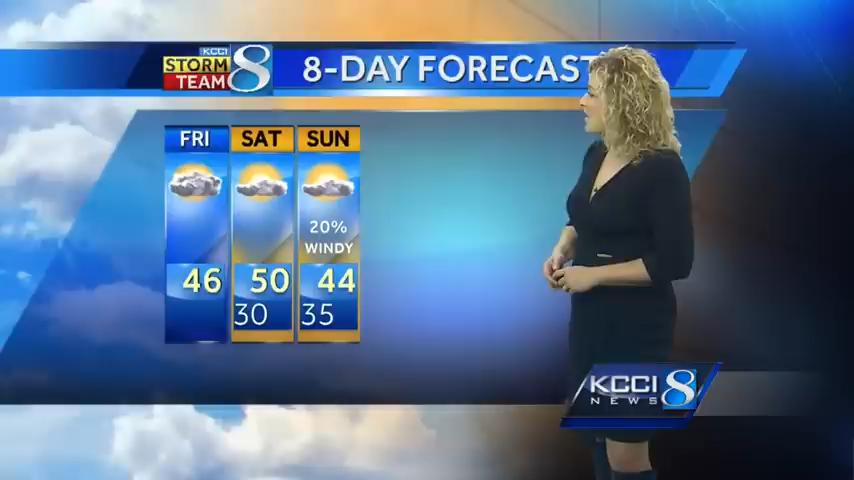 KCCI
STORM
TEAM
8
8-DAY FORECAST
FRI
SAT
SUN
20%
WINDY
46
50
44
30
35
KCCI 8
NEWS